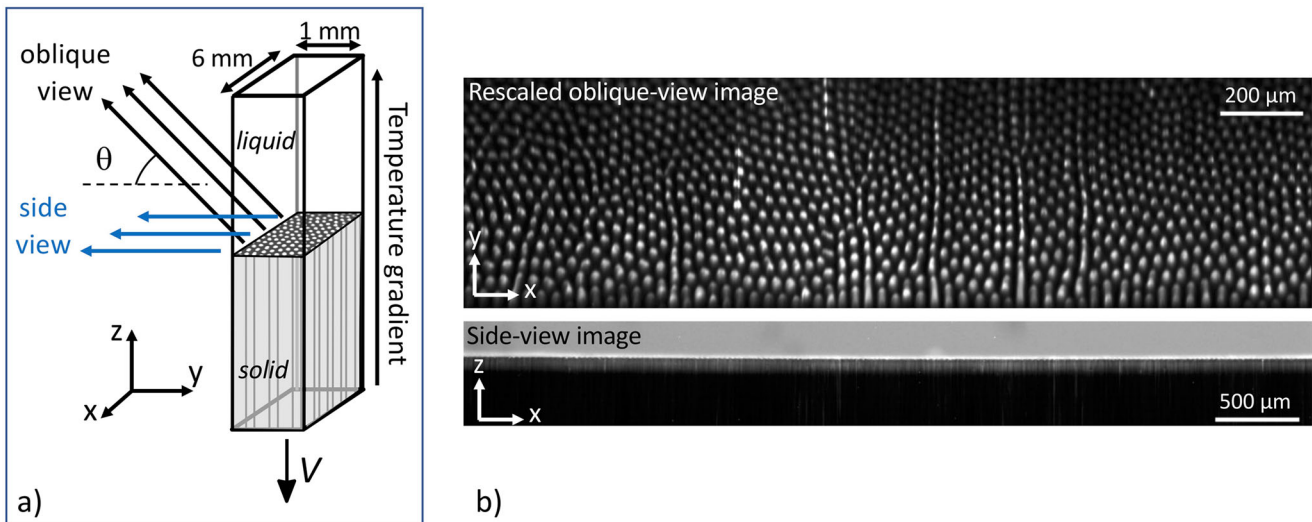 oblique
view
6 mm
1 mm
θ
liquid
side
view
Temperature gradient
solid
z
y
x
V
a)
Rescaled oblique-view image
200 µm
y
x
Side-view image
z
x
500 µm
b)